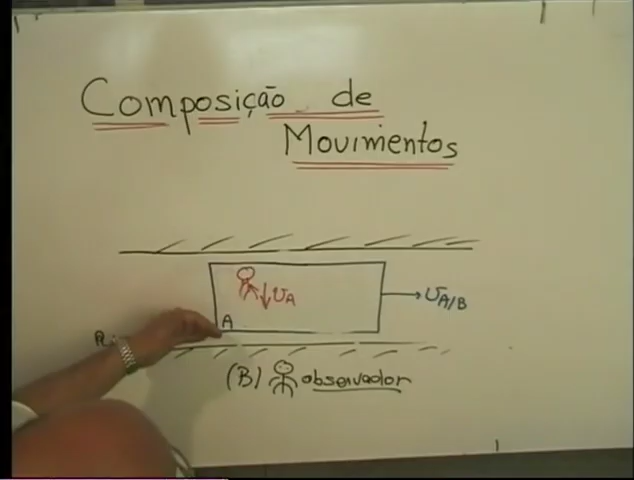 Composição de
Movimentos
υA
υA/B
A
(B) observador